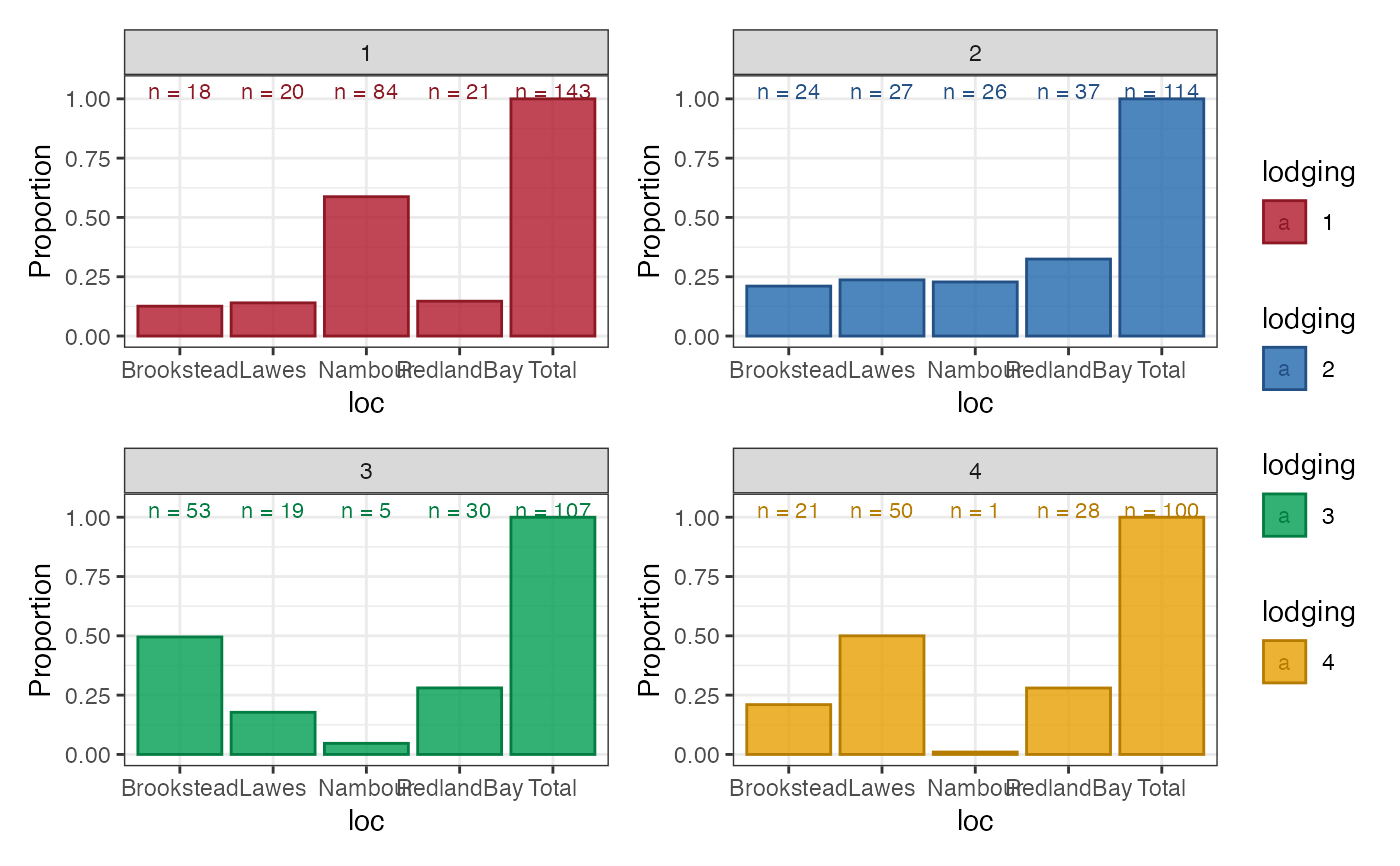 1
n = 18 n = 20 n = 84 n = 21 n = 143
1.00
0.75
0.50
0.25
0.00
Proportion
Brookstead Lawes Nambour RedlandBay Total
loc
2
n = 24 n = 27 n = 26 n = 37 n = 114
1.00
0.75
0.50
0.25
0.00
Proportion
Brookstead Lawes Nambour RedlandBay Total
loc
3
n = 53 n = 19 n = 5 n = 30 n = 107
1.00
0.75
0.50
0.25
0.00
Proportion
Brookstead Lawes Nambour RedlandBay Total
loc
4
n = 21 n = 50 n = 1 n = 28 n = 100
1.00
0.75
0.50
0.25
0.00
Proportion
Brookstead Lawes Nambour RedlandBay Total
loc
lodging
a 1
lodging
a 2
lodging
a 3
lodging
a 4